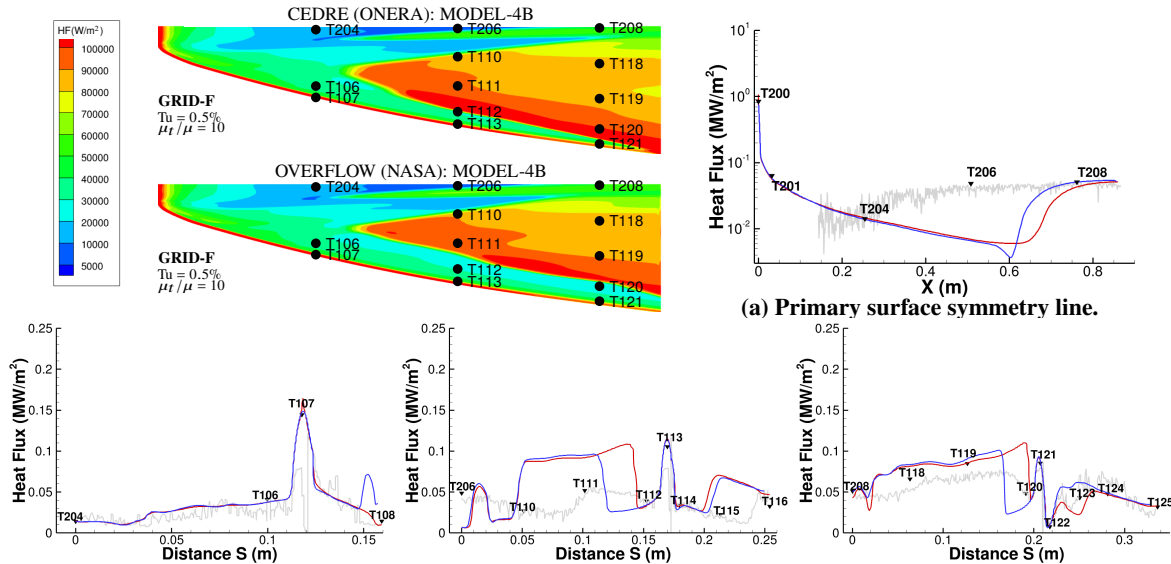 HF(W/m²)
100000
90000
80000
70000
60000
50000
40000
30000
20000
10000
5000
CEDRE (ONERA): MODEL-4B
T204
T206
T208
T110
T118
T106
T111
T119
T107
T112
T113
T120
T121
GRID-F
Tu = 0.5%
μt/μ = 10
OVERFLOW (NASA): MODEL-4B
T204
T206
T208
T110
T118
T106
T111
T119
T107
T112
T113
T120
T121
GRID-F
Tu = 0.5%
μt/μ = 10
Heat Flux (MW/m²)
10¹
10⁰
10⁻¹
10⁻²
T200
T201
T204
T206
T208
0 0.2 0.4 0.6 0.8
X (m)
(a) Primary surface symmetry line.
Heat Flux (MW/m²)
0.25
0.2
0.15
0.1
0.05
0
T204
T106
T107
T108
0 0.05 0.1 0.15
Distance S (m)
Heat Flux (MW/m²)
0.25
0.2
0.15
0.1
0.05
0
T206
T110
T111
T112
T113
T114
T115
T116
0 0.05 0.1 0.15 0.2 0.25
Distance S (m)
Heat Flux (MW/m²)
0.25
0.2
0.15
0.1
0.05
0
T208
T118
T119
T120
T121
T122
T123
T124
T125
0 0.1 0.2 0.3
Distance S (m)